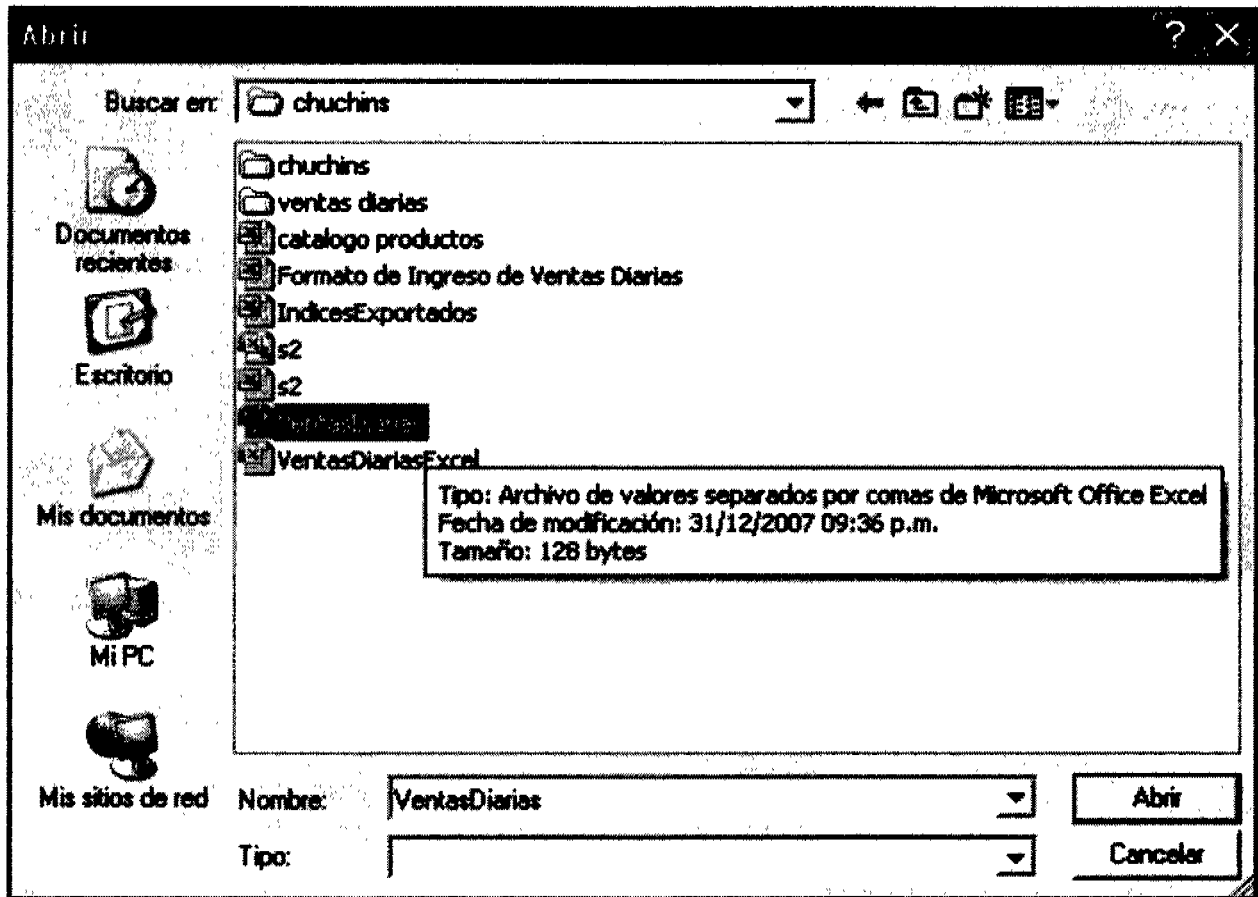 Abrir
Buscar en: chuchins
chuchins
ventas diarias
catalogo productos
Formato de Ingreso de Ventas Diarias
IndicesExportados
s2
s2
VentasDiariasExcel
Tipo: Archivo de valores separados por comas de Microsoft Office Excel
Fecha de modificación: 31/12/2007 09:36 p.m.
Tamaño: 128 bytes
Documentos
recientes
Escritorio
Mis documentos
Mi PC
Mis sitios de red
Nombre: VentasDiarias
Abrir
Tipo:
Cancelar